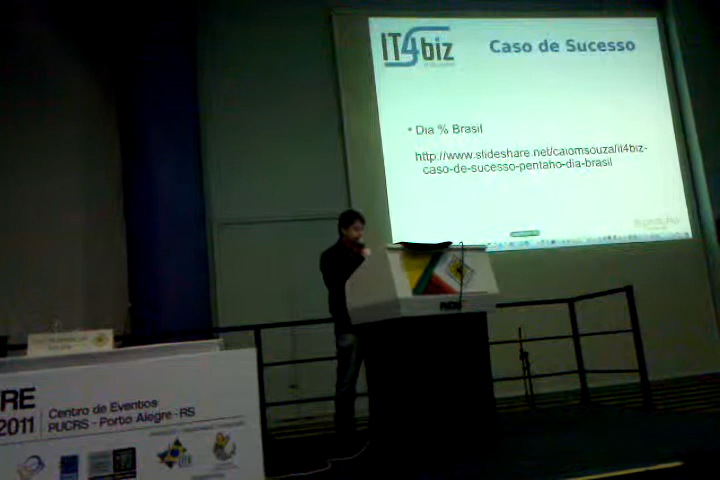 IT4biz
Caso de Sucesso
• Dia % Brasil
http://www.slideshare.net/caiomsouza/it4biz-
caso-de-sucesso-pentaho-dia-brasil
RE
2011
Centro de Eventos
PUCRS - Porto Alegre - RS